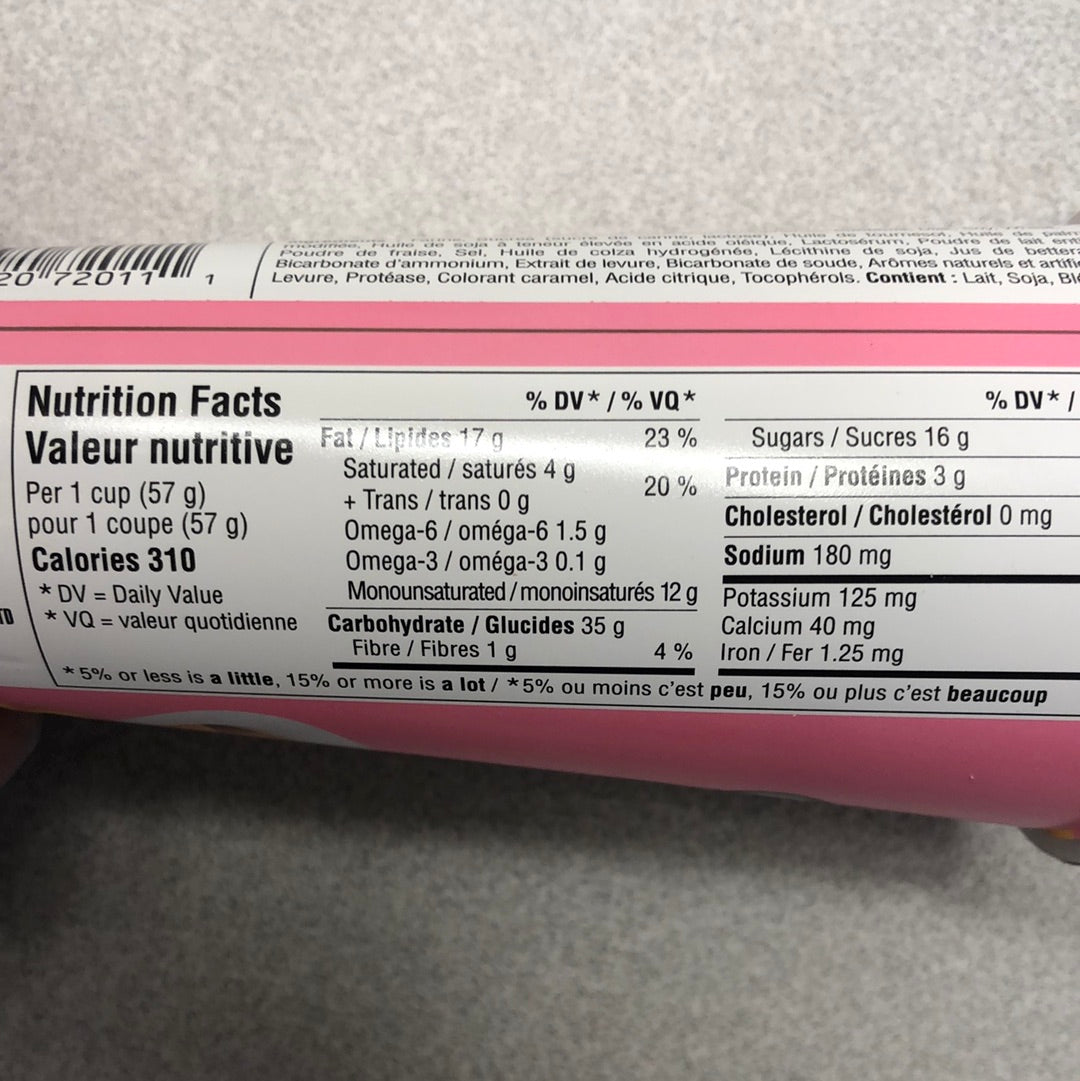 20 72011 1
modifiée, Huile de soja à teneur élevée en acide oléique, Lactosérum, Poudre de lait
Poudre de fraise, Sel, Huile de colza hydrogénée, Lécithine de soja, Jus de
Bicarbonate d'ammonium, Extrait de levure, Bicarbonate de soude, Arômes naturels et
Levure, Protéase, Colorant caramel, Acide citrique, Tocophérols. Contient : Lait, Soja,
Nutrition Facts
Valeur nutritive
Per 1 cup (57 g)
pour 1 coupe (57 g)
Calories 310
* DV = Daily Value
* VQ = valeur quotidienne
% DV* / % VQ*
Fat / Lipides 17 g 23 %
Saturated / saturés 4 g
+ Trans / trans 0 g 20 %
Omega-6 / oméga-6 1.5 g
Omega-3 / oméga-3 0.1 g
Monounsaturated / monoinsaturés 12 g
Carbohydrate / Glucides 35 g
Fibre / Fibres 1 g 4 %
% DV* /
Sugars / Sucres 16 g
Protein / Protéines 3 g
Cholesterol / Cholestérol 0 mg
Sodium 180 mg
Potassium 125 mg
Calcium 40 mg
Iron / Fer 1.25 mg
*5% or less is a little, 15% or more is a lot / *5% ou moins c'est peu, 15% ou plus c'est beaucoup